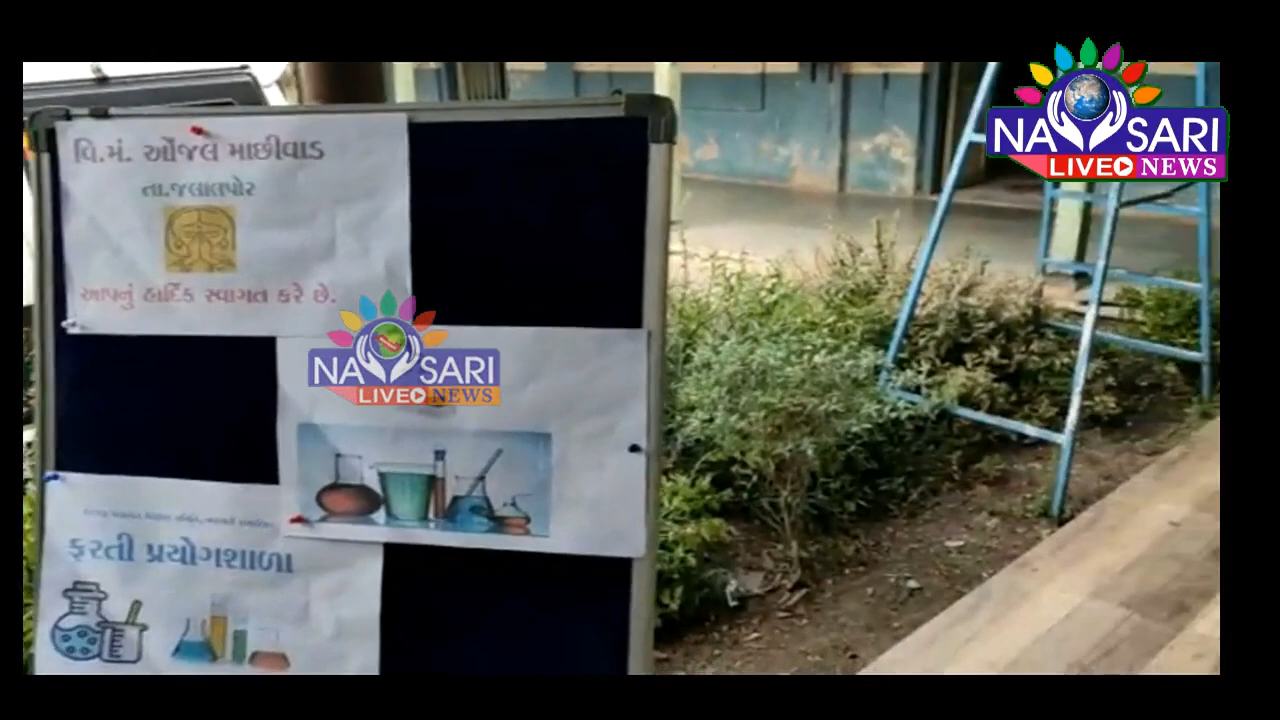 વિ.મં. ઓંજલ માછીવાડ
તા.જલાલપોર
આપનું હાર્દિક સ્વાગત કરે છે.
ફરતી પ્રયોગશાળા
NAVSARI
LIVE NEWS
NAVSARI
LIVE NEWS